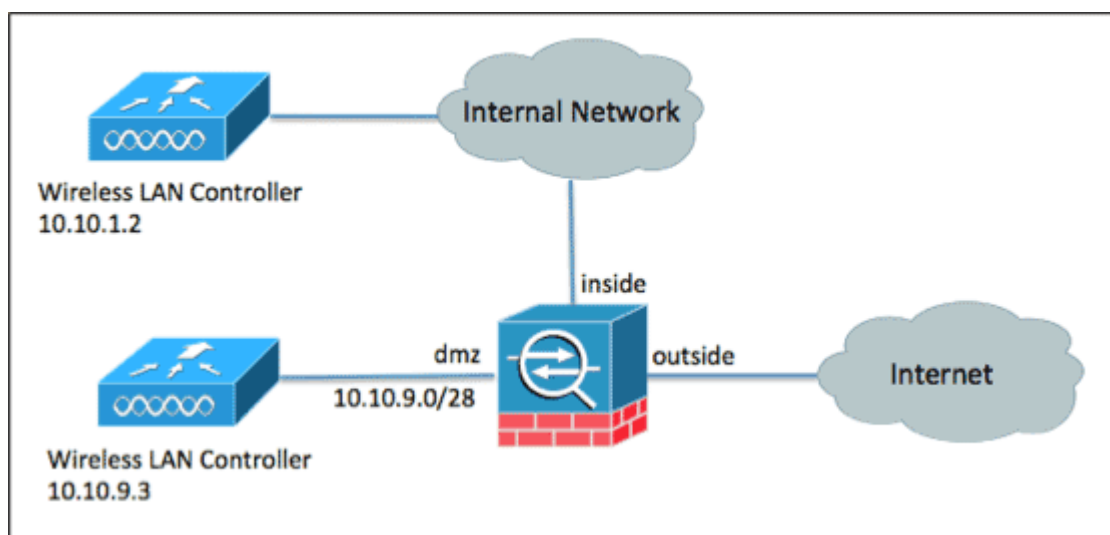 Internal Network
Wireless LAN Controller
10.10.1.2
inside
dmz
outside
10.10.9.0/28
Internet
Wireless LAN Controller
10.10.9.3